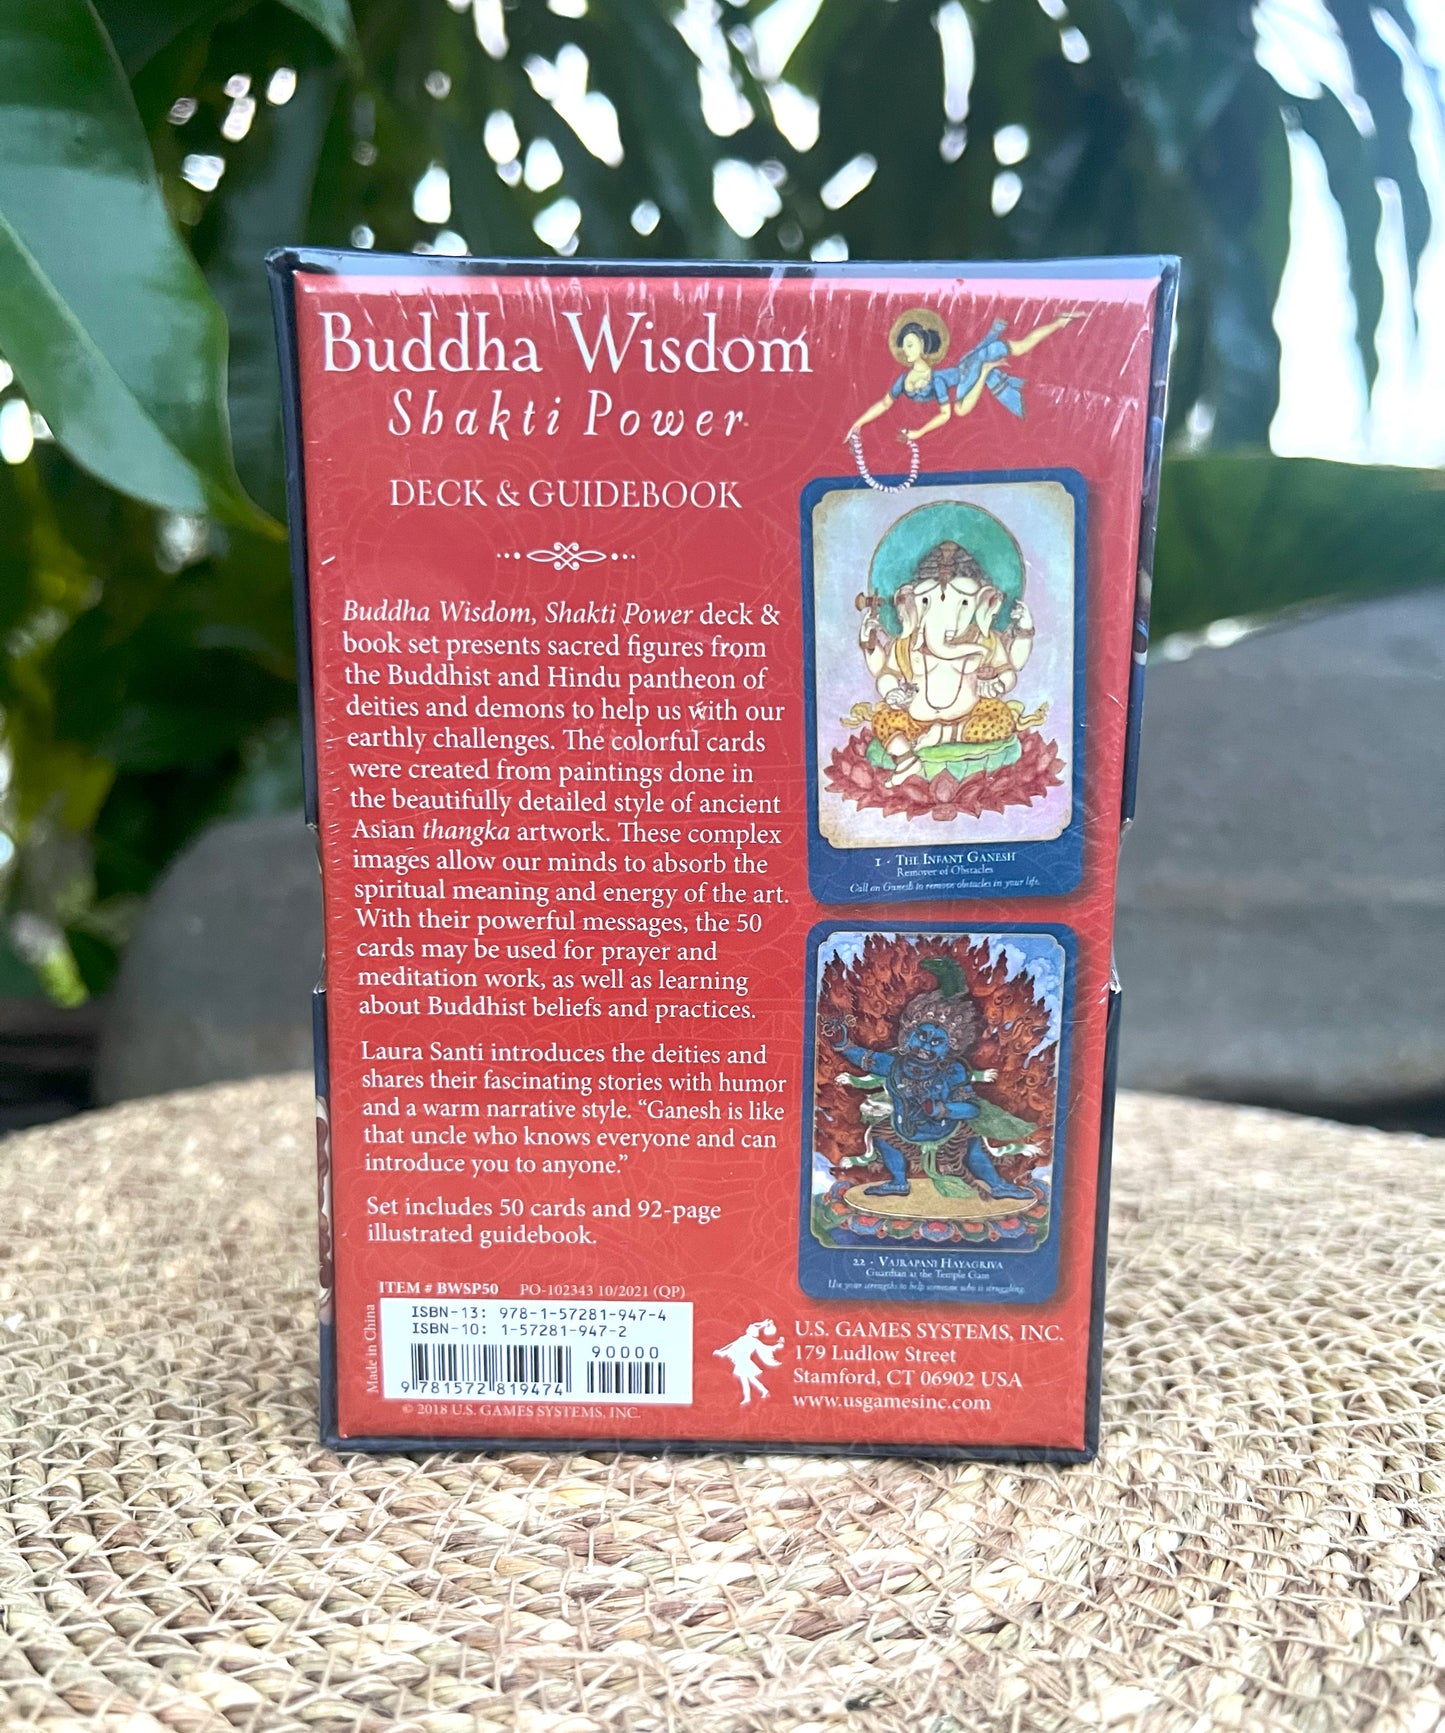 Buddha Wisdom
Shakti Power
DECK & GUIDEBOOK
Buddha Wisdom, Shakti Power deck &
book set presents sacred figures from
the Buddhist and Hindu pantheon of
deities and demons to help us with our
earthly challenges. The colorful cards
were created from paintings done in
the beautifully detailed style of ancient
Asian thangka artwork. These complex
images allow our minds to absorb the
spiritual meaning and energy of the art.
With their powerful messages, the 50
cards may be used for prayer and
meditation work, as well as learning
about Buddhist beliefs and practices.
Laura Santi introduces the deities and
shares their fascinating stories with humor
and a warm narrative style. “Ganesh is like
that uncle who knows everyone and can
introduce you to anyone.”
Set includes 50 cards and 92-page
illustrated guidebook.
1 · The Infant Ganesh
Remover of Obstacles
Call on Ganesh to remove obstacles in your life.
22 · Vajrapani Hayagriva
Guardian at the Temple Gate
Use your strengths to help someone who is struggling.
ITEM # BWSP50 PO-102343 10/2021 (QP)
Made in China
ISBN-13: 978-1-57281-947-4
ISBN-10: 1-57281-947-2
90000
9 781572 819474
© 2018 U.S. GAMES SYSTEMS, INC.
U.S. GAMES SYSTEMS, INC.
179 Ludlow Street
Stamford, CT 06902 USA
www.usgamesinc.com